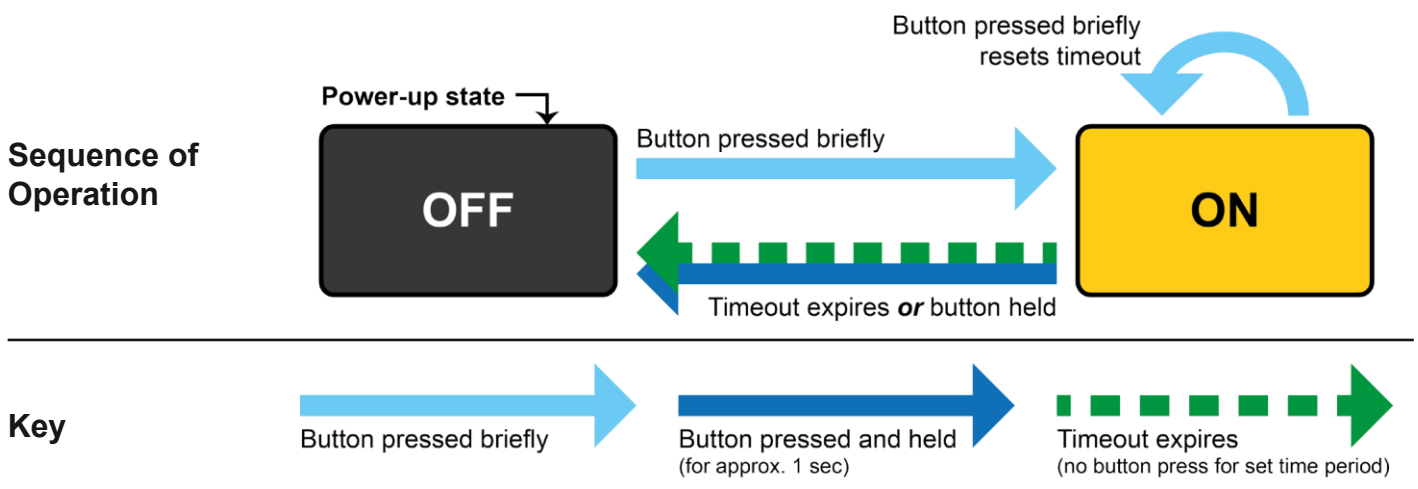 Button pressed briefly
resets timeout
Power-up state
Sequence of
Operation
Button pressed briefly
OFF
ON
Timeout expires or button held
Key
Button pressed briefly
Button pressed and held
(for approx. 1 sec)
Timeout expires
(no button press for set time period)